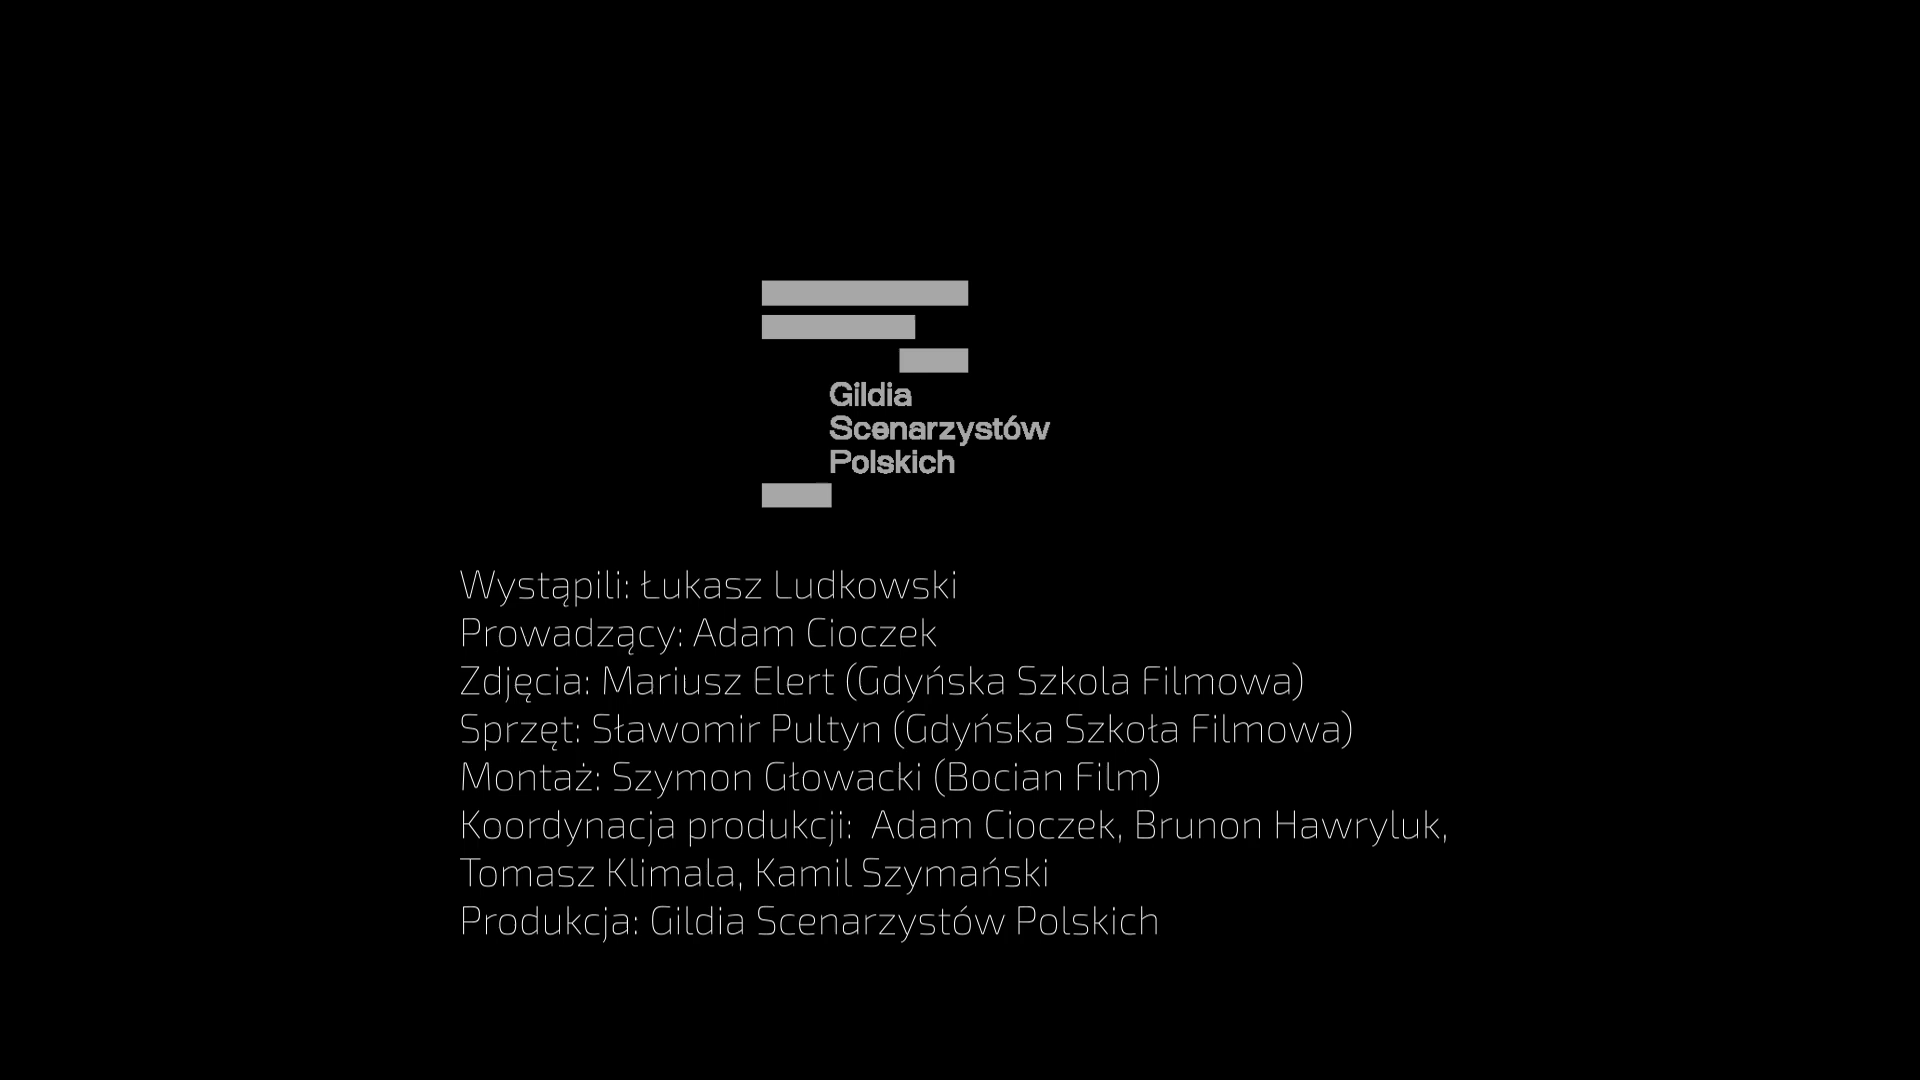 Gildia
Scenarzystów
Polskich
Wystąpili: Łukasz Ludkowski
Prowadzący: Adam Cioczek
Zdjęcia: Mariusz Elert (Gdyńska Szkola Filmowa)
Sprzęt: Sławomir Pultyn (Gdyńska Szkoła Filmowa)
Montaż: Szymon Głowacki (Bocian Film)
Koordynacja produkcji:  Adam Cioczek, Brunon Hawryluk,
Tomasz Klimala, Kamil Szymański
Produkcja: Gildia Scenarzystów Polskich